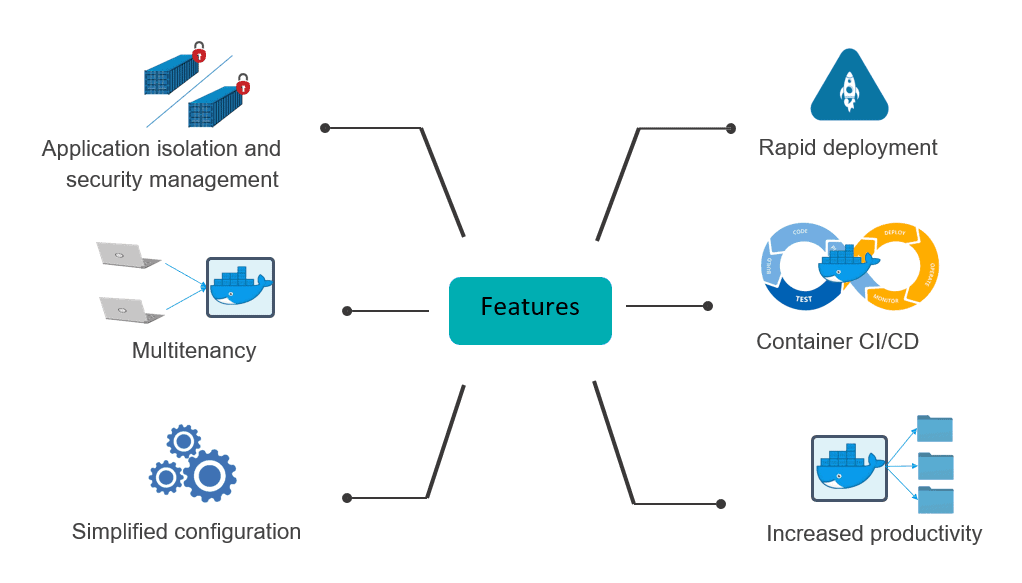 Application isolation and
security management
Rapid deployment
CODE
DEPLOY
BUILD
OPERATE
TEST
MONITOR
Features
Multitenancy
Container CI/CD
Simplified configuration
Increased productivity